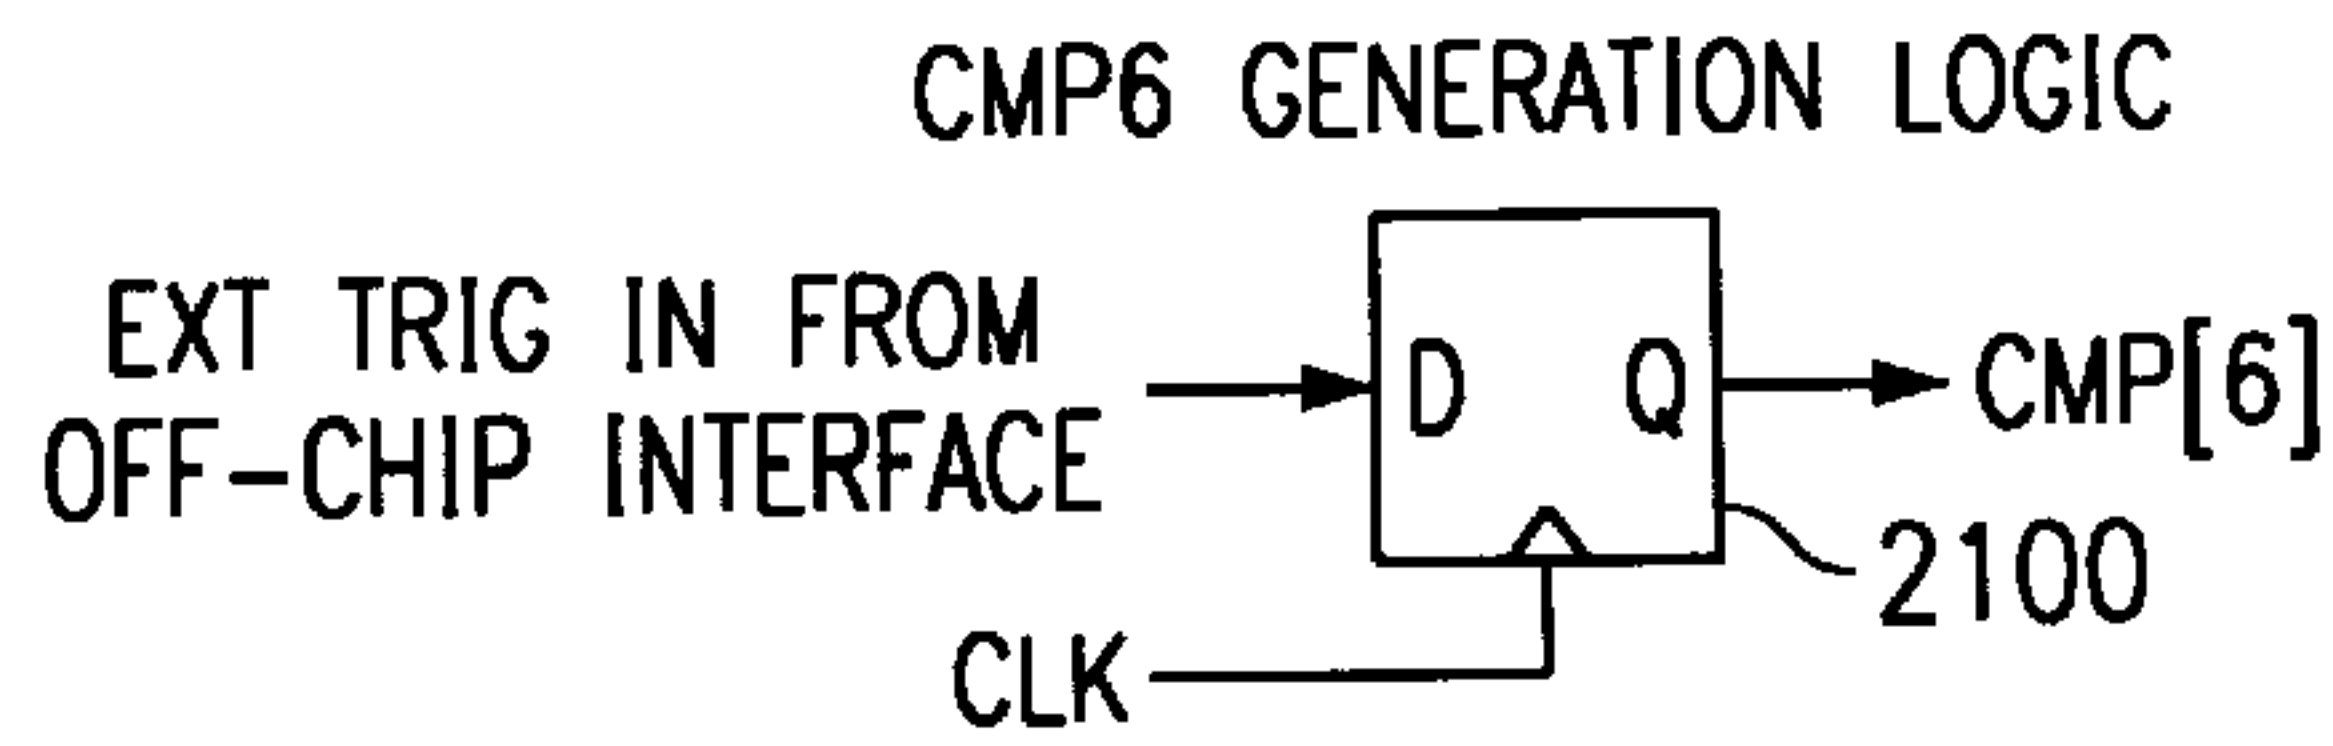 CMP6 GENERATION LOGIC
EXT TRIG IN FROM
OFF-CHIP INTERFACE
D
Q
CMP[6]
2100
CLK